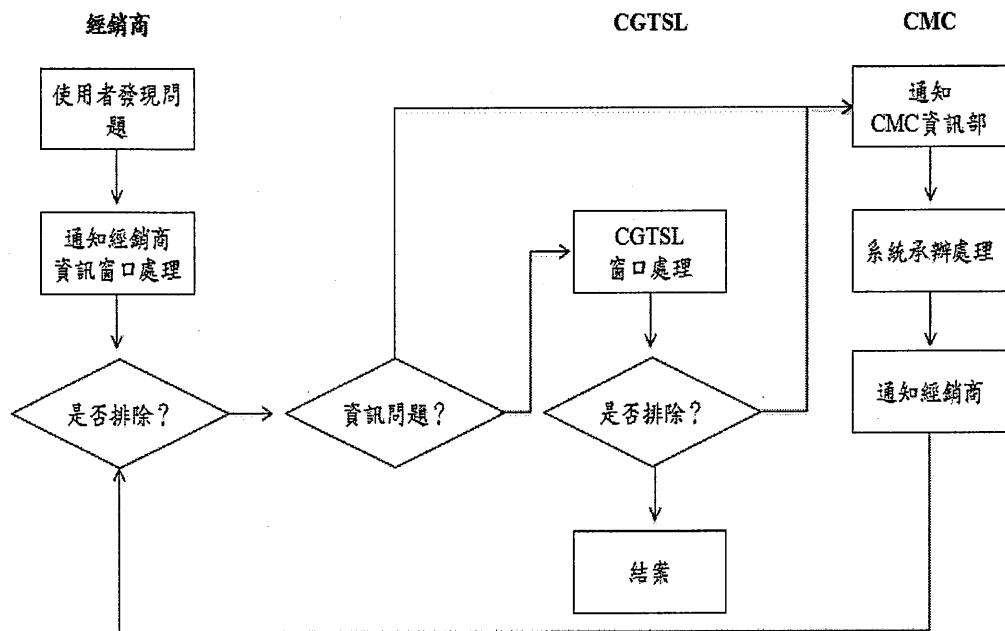 經銷商
CGTSL
CMC
使用者發現問
題
通知
CMC資訊部
通知經銷商
資訊窗口處理
CGTSL
窗口處理
系統承辦處理
是否排除？
資訊問題？
是否排除？
通知經銷商
結案